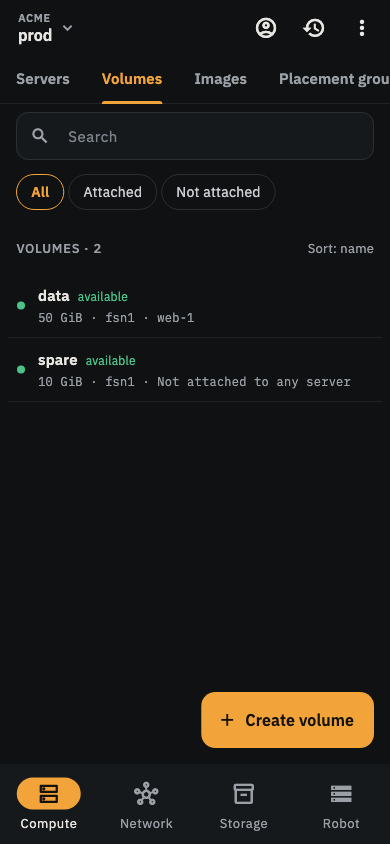 ACME
prod
Servers
Volumes
Images
Placement grou
Search
All
Attached
Not attached
VOLUMES · 2
Sort: name
data available
50 GiB · fsn1 · web-1
spare available
10 GiB · fsn1 · Not attached to any server
+ Create volume
Compute
Network
Storage
Robot